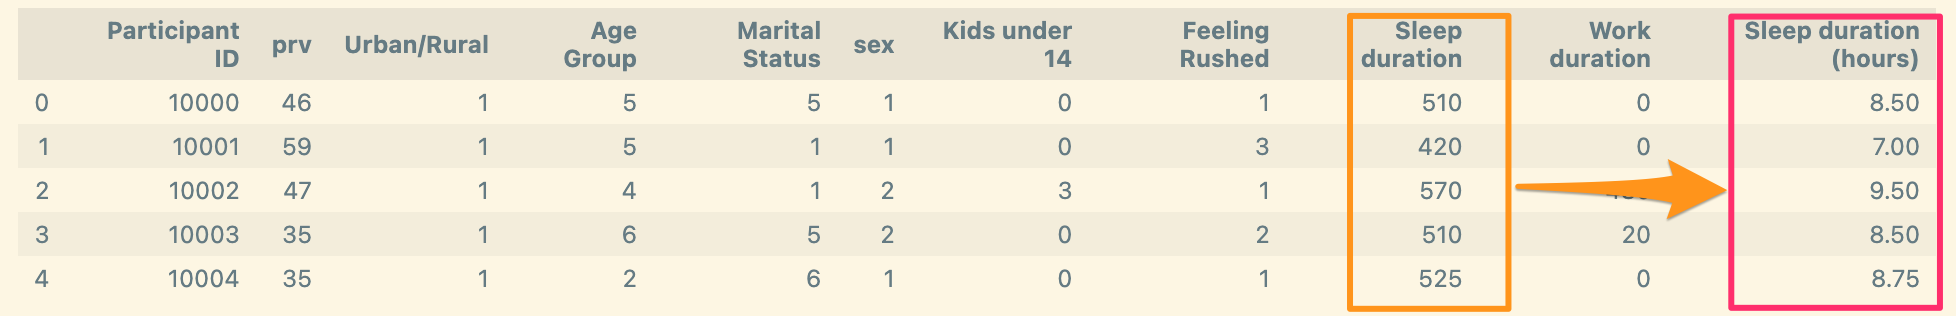 Participant ID prv Urban/Rural Age Group Marital Status sex Kids under 14 Feeling Rushed Sleep duration Work duration Sleep duration (hours)
0 10000 46 1 5 5 1 0 1 510 0 8.50
1 10001 59 1 5 1 1 0 3 420 0 7.00
2 10002 47 1 4 1 2 3 1 570 9.50
3 10003 35 1 6 5 2 0 2 510 20 8.50
4 10004 35 1 2 6 1 0 1 525 0 8.75